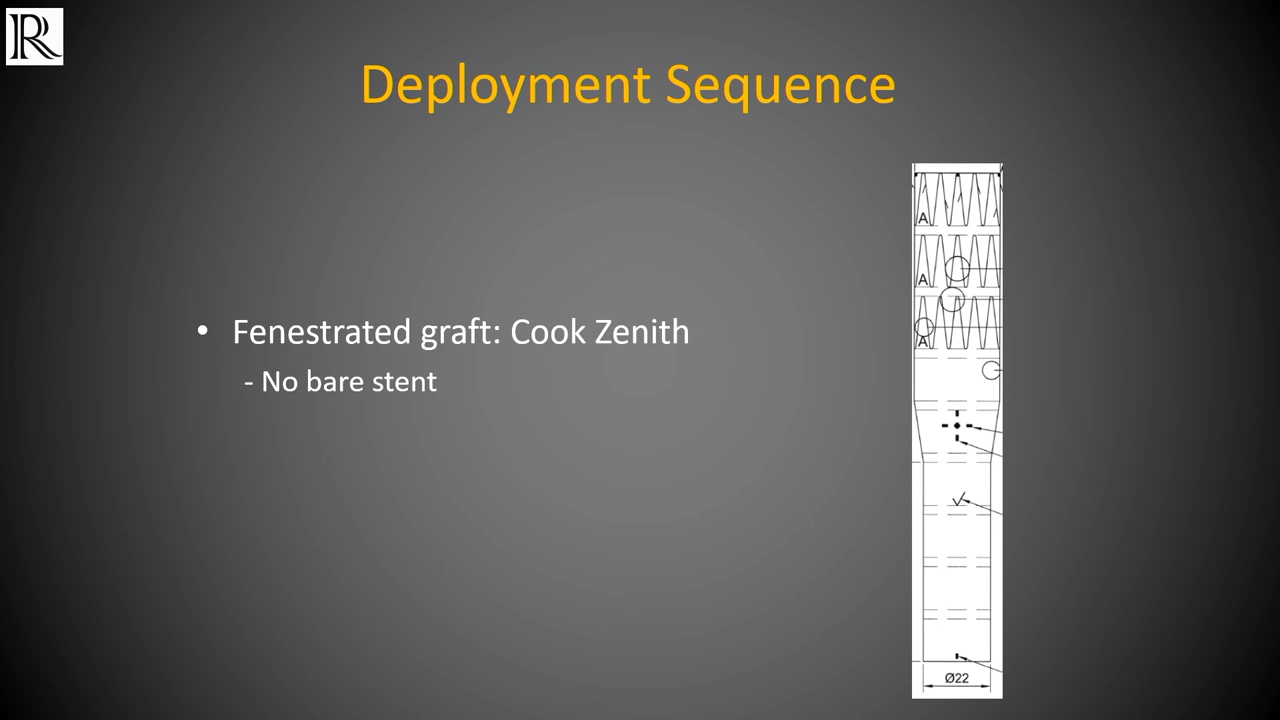 R
Deployment Sequence
• Fenestrated graft: Cook Zenith
- No bare stent
A
A
A
Ø22